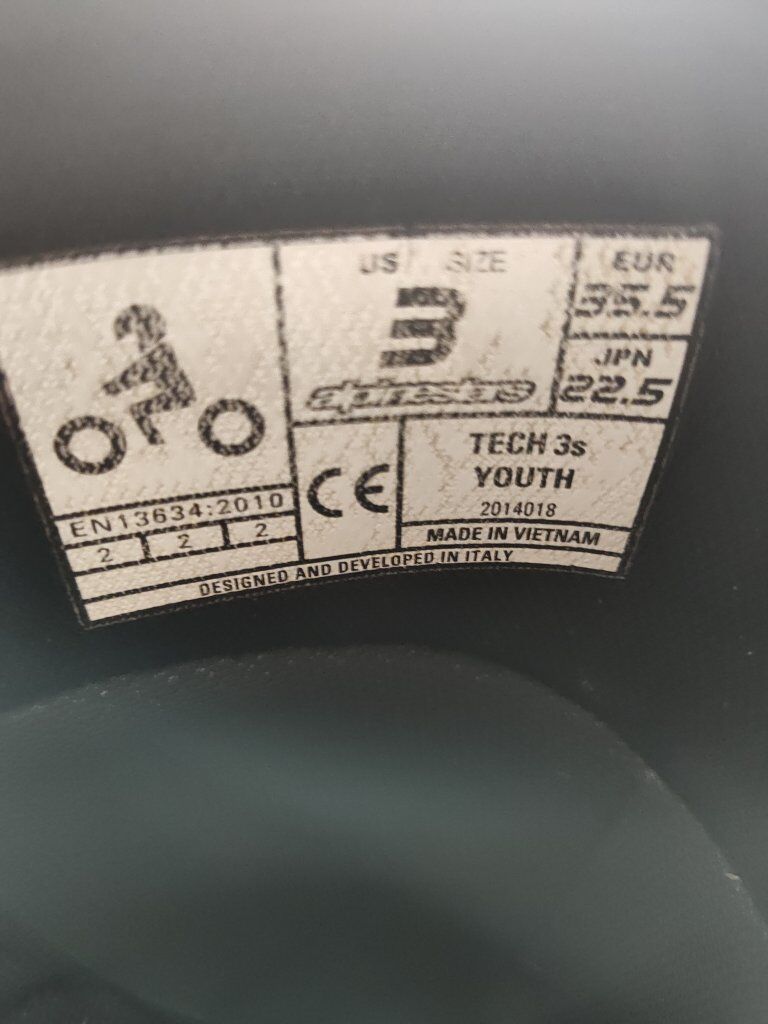 US SIZE
3
alpinestars
EUR
35.5
JPN
22.5
EN13634:2010
2 2 2
CE
TECH 3s
YOUTH
2014018
MADE IN VIETNAM
DESIGNED AND DEVELOPED IN ITALY